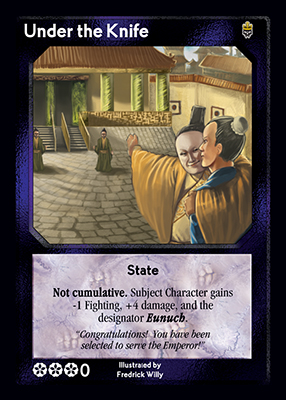 Under the Knife
State
Not cumulative. Subject Character gains
-1 Fighting, +4 damage, and the
designator Eunuch.
"Congratulations! You have been
selected to serve the Emperor!"
Illustrated by
Fredrick Willy
0